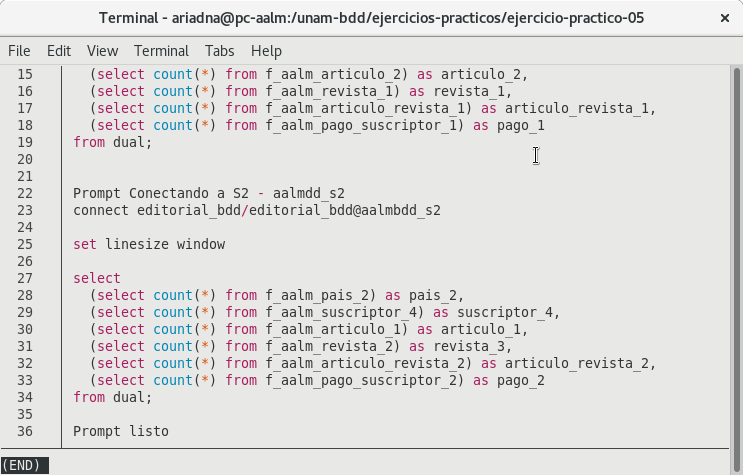 Terminal - ariadna@pc-aalm:/unam-bdd/ejercicios-practicos/ejercicio-practico-05
File Edit View Terminal Tabs Help
15 (select count(*) from f_aalm_articulo_2) as articulo_2,
16 (select count(*) from f_aalm_revista_1) as revista_1,
17 (select count(*) from f_aalm_articulo_revista_1) as articulo_revista_1,
18 (select count(*) from f_aalm_pago_suscriptor_1) as pago_1
19 from dual;
20
21
22 Prompt Conectando a S2 - aalmdd_s2
23 connect editorial_bdd/editorial_bdd@aalmbdd_s2
24
25 set linesize window
26
27 select
28 (select count(*) from f_aalm_pais_2) as pais_2,
29 (select count(*) from f_aalm_suscriptor_4) as suscriptor_4,
30 (select count(*) from f_aalm_articulo_1) as articulo_1,
31 (select count(*) from f_aalm_revista_2) as revista_3,
32 (select count(*) from f_aalm_articulo_revista_2) as articulo_revista_2,
33 (select count(*) from f_aalm_pago_suscriptor_2) as pago_2
34 from dual;
35
36 Prompt listo
(END)